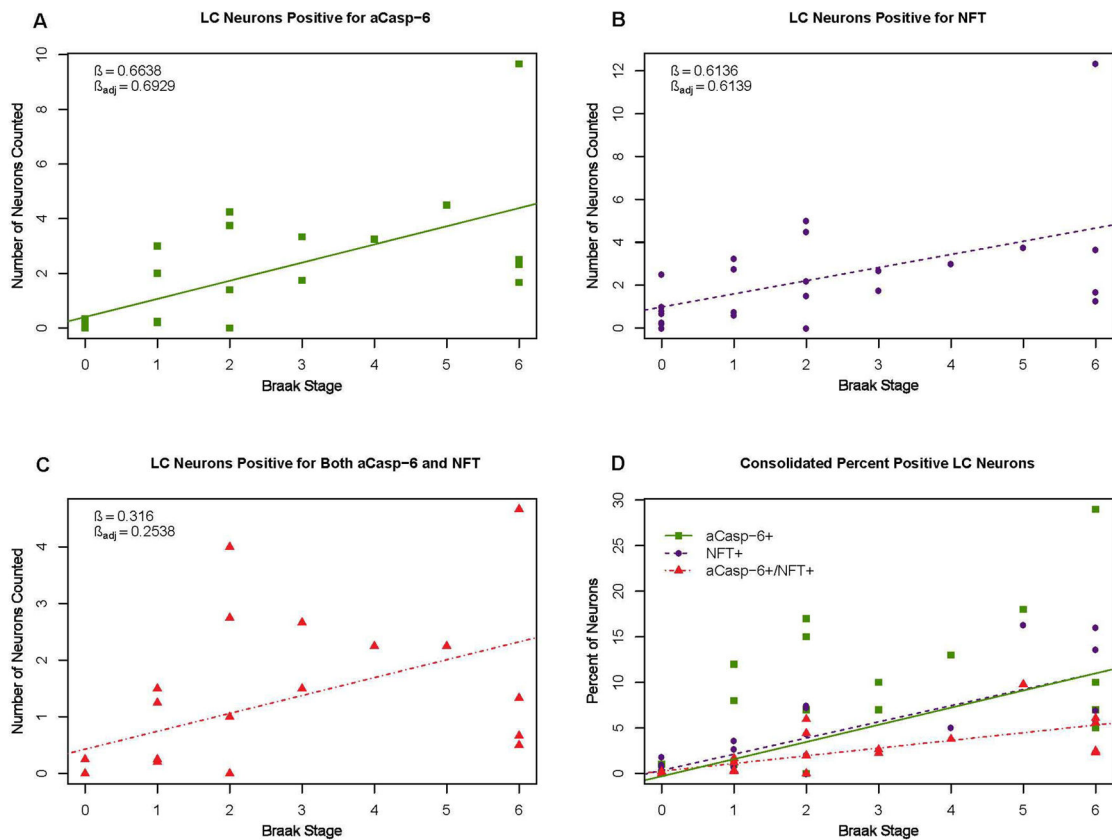 A
LC Neurons Positive for aCasp−6
ß = 0.6638
ßadj = 0.6929
Number of Neurons Counted
10
8
6
4
2
0
0 1 2 3 4 5 6
Braak Stage
B
LC Neurons Positive for NFT
ß = 0.6136
ßadj = 0.6139
Number of Neurons Counted
12
10
8
6
4
2
0
0 1 2 3 4 5 6
Braak Stage
C
LC Neurons Positive for Both aCasp−6 and NFT
ß = 0.316
ßadj = 0.2538
Number of Neurons Counted
4
3
2
1
0
0 1 2 3 4 5 6
Braak Stage
D
Consolidated Percent Positive LC Neurons
aCasp−6+
NFT+
aCasp−6+/NFT+
Percent of Neurons
30
25
20
15
10
5
0
0 1 2 3 4 5 6
Braak Stage